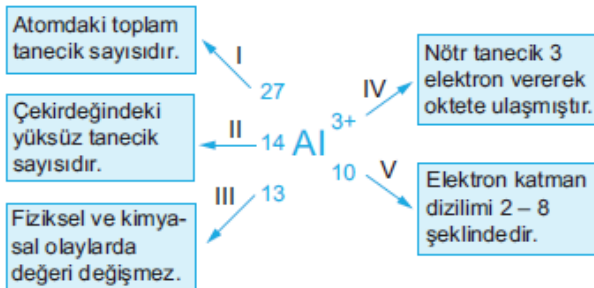 Atomdaki toplam
tanecik sayısıdır.
I
27
Çekirdeğindeki
yüksüz tanecik
sayısıdır.
II
14
Al
3+
10
III
13
Fiziksel ve kimya-
sal olaylarda
değeri değişmez.
IV
Nötr tanecik 3
elektron vererek
oktete ulaşmıştır.
V
Elektron katman
dizilimi 2 – 8
şeklindedir.